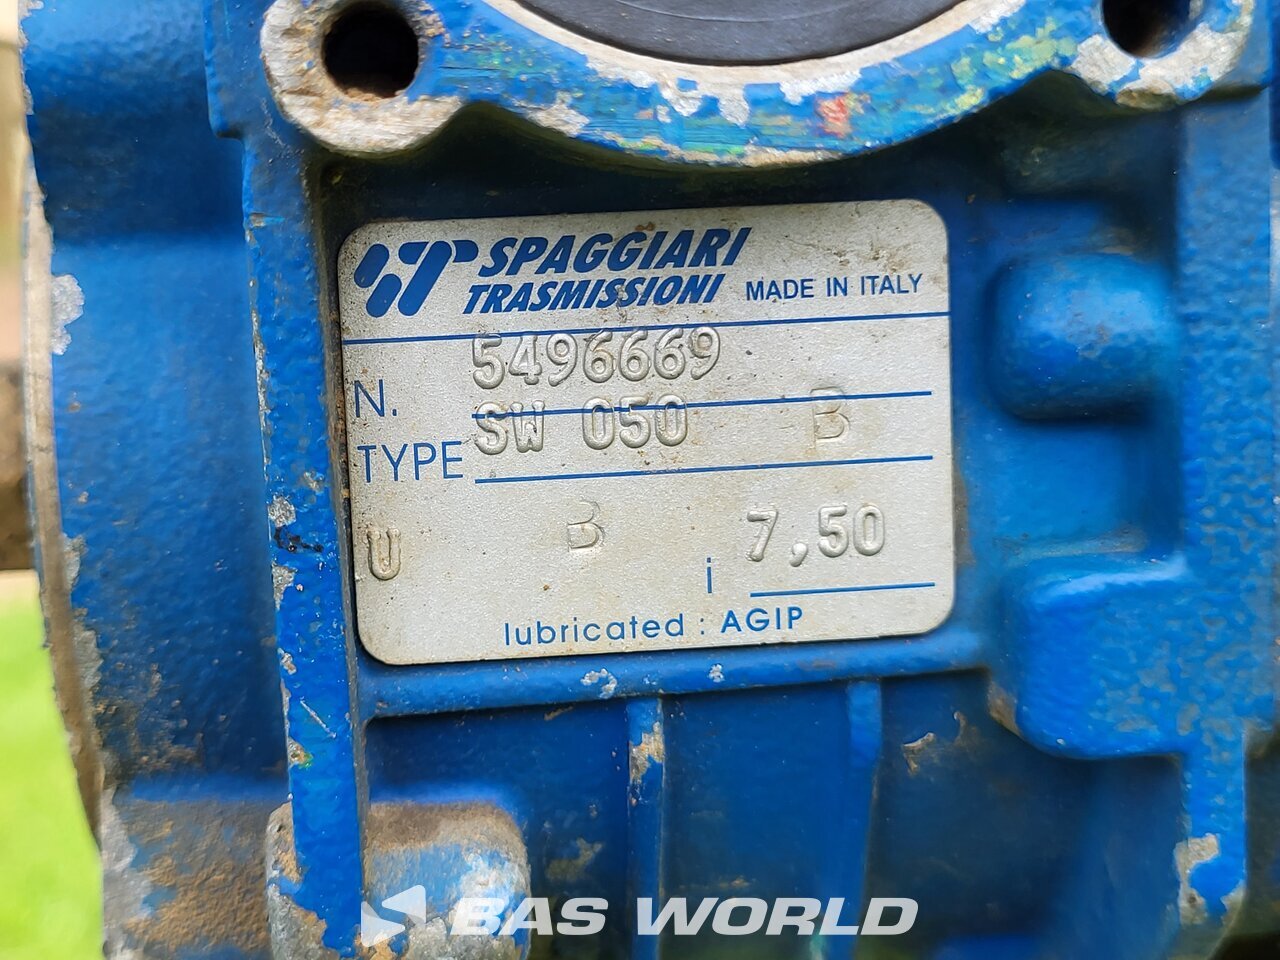 SPAGGIARI
TRASMISSIONI MADE IN ITALY
N. 5496669
TYPE SW 050 B
U B i 7,50
lubricated : AGIP
BAS WORLD